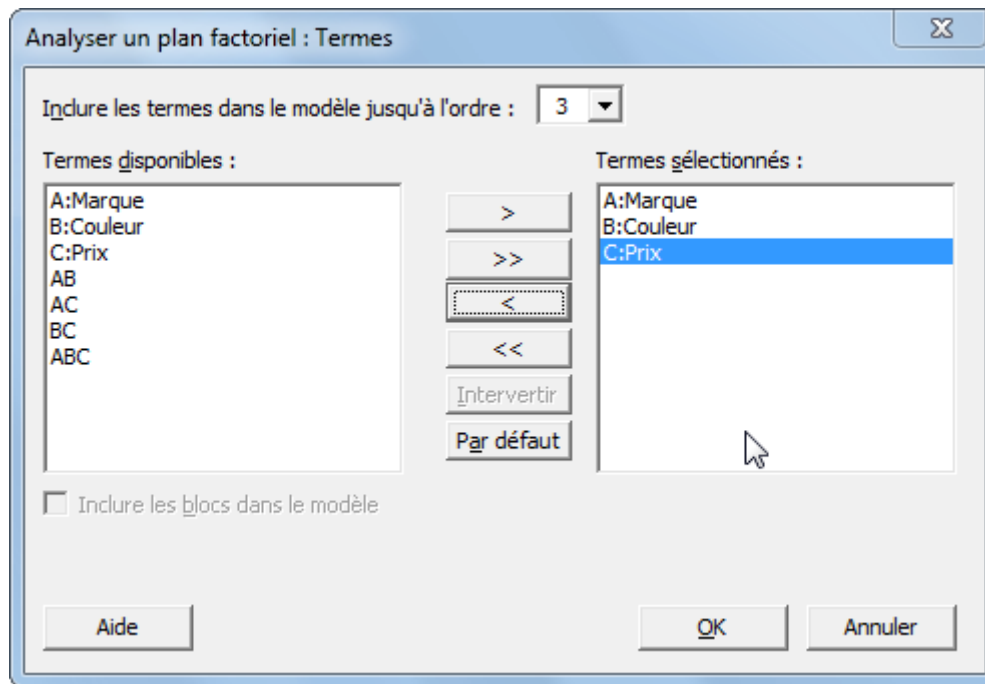 Analyser un plan factoriel : Termes
Inclure les termes dans le modèle jusqu'à l'ordre : 3
Termes disponibles :
A:Marque
B:Couleur
C:Prix
AB
AC
BC
ABC
>
>>
<
<<
Intervertir
Par défaut
Termes sélectionnés :
A:Marque
B:Couleur
C:Prix
Inclure les blocs dans le modèle
Aide
OK
Annuler